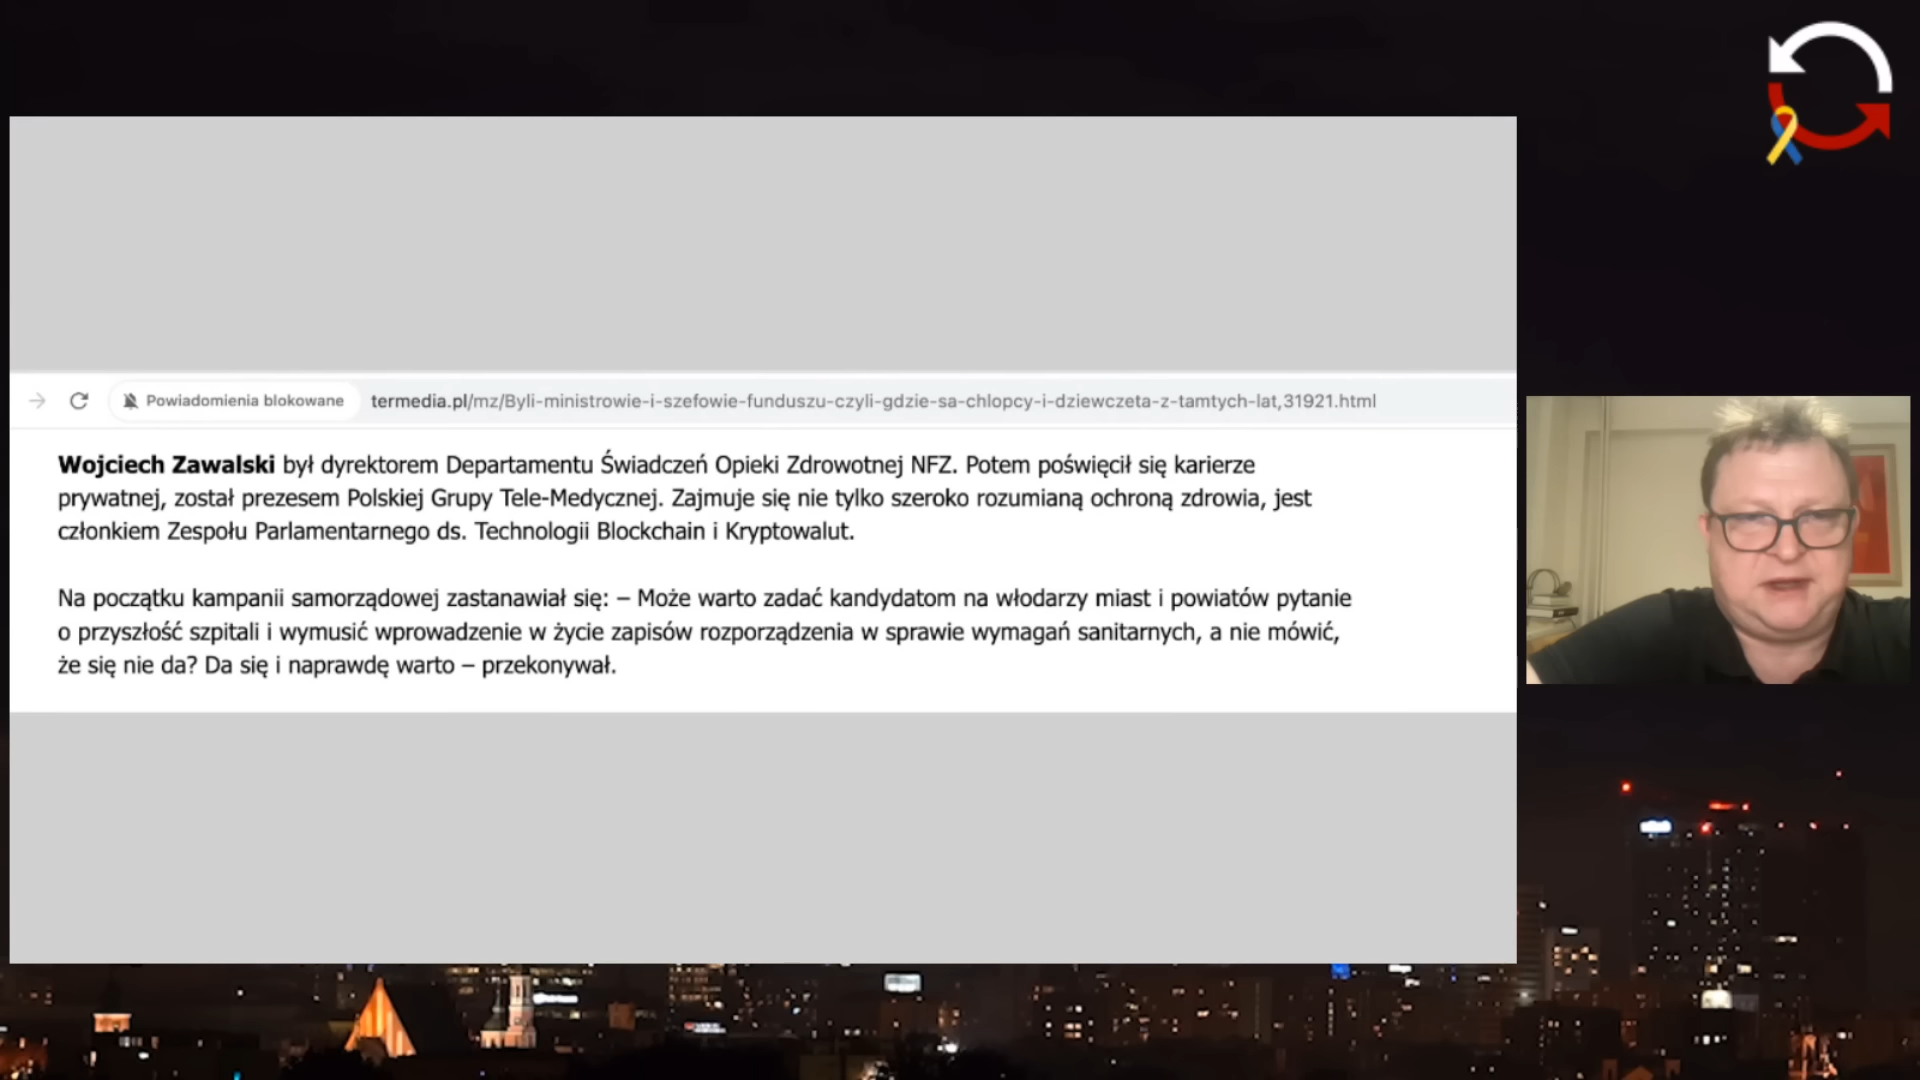 Powiadomienia blokowane termedia.pl/mz/Byli-ministrowie-i-szefowie-funduszu-czyli-gdzie-sa-chlopcy-i-dziewczeta-z-tamtych-lat,31921.html
Wojciech Zawalski był dyrektorem Departamentu Świadczeń Opieki Zdrowotnej NFZ. Potem poświęcił się karierze
prywatnej, został prezesem Polskiej Grupy Tele-Medycznej. Zajmuje się nie tylko szeroko rozumianą ochroną zdrowia, jest
członkiem Zespołu Parlamentarnego ds. Technologii Blockchain i Kryptowalut.
Na początku kampanii samorządowej zastanawiał się: – Może warto zadać kandydatom na włodarzy miast i powiatów pytanie
o przyszłość szpitali i wymusić wprowadzenie w życie zapisów rozporządzenia w sprawie wymagań sanitarnych, a nie mówić,
że się nie da? Da się i naprawdę warto – przekonywał.